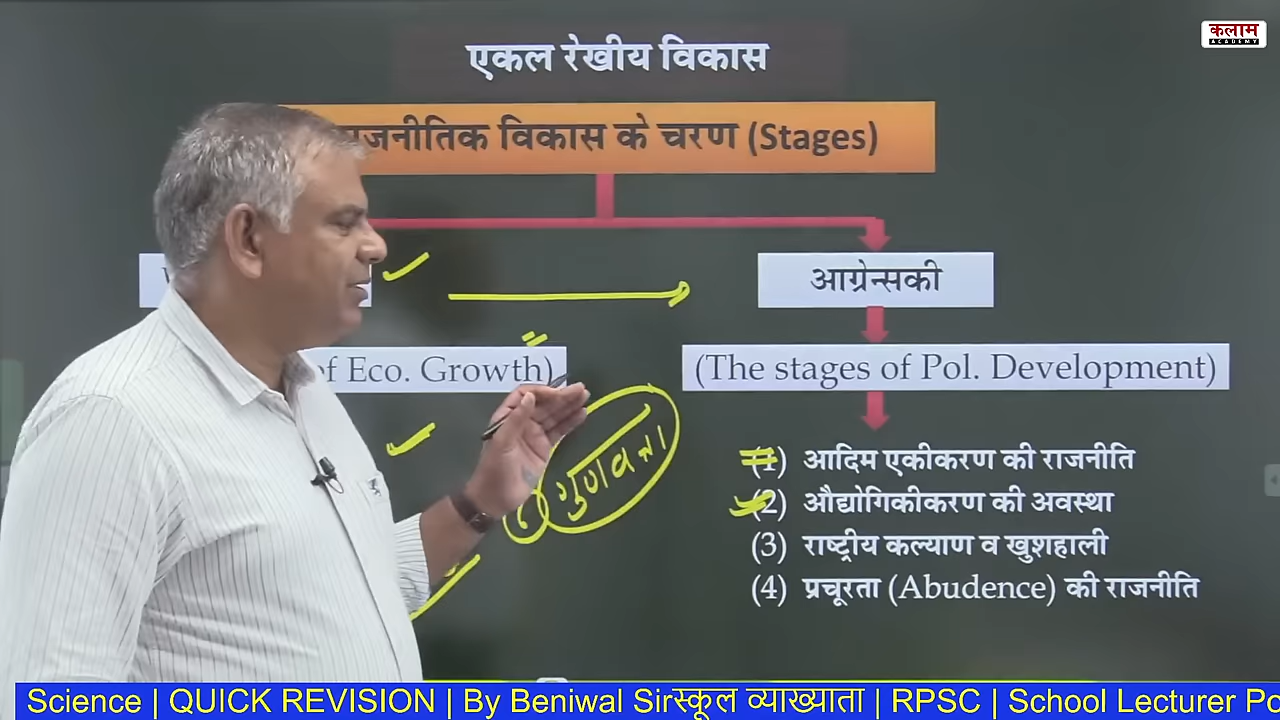 कलाम
ACADEMY
एकल रेखीय विकास
राजनीतिक विकास के चरण (Stages)
आग्रेन्सकी
of Eco. Growth)
(The stages of Pol. Development)
गुणवत्ता
(1) आदिम एकीकरण की राजनीति
(2) औद्योगिकीकरण की अवस्था
(3) राष्ट्रीय कल्याण व खुशहाली
(4) प्रचूरता (Abudence) की राजनीति
Science | QUICK REVISION | By Beniwal Sirस्कूल व्याख्याता | RPSC | School Lecturer Po